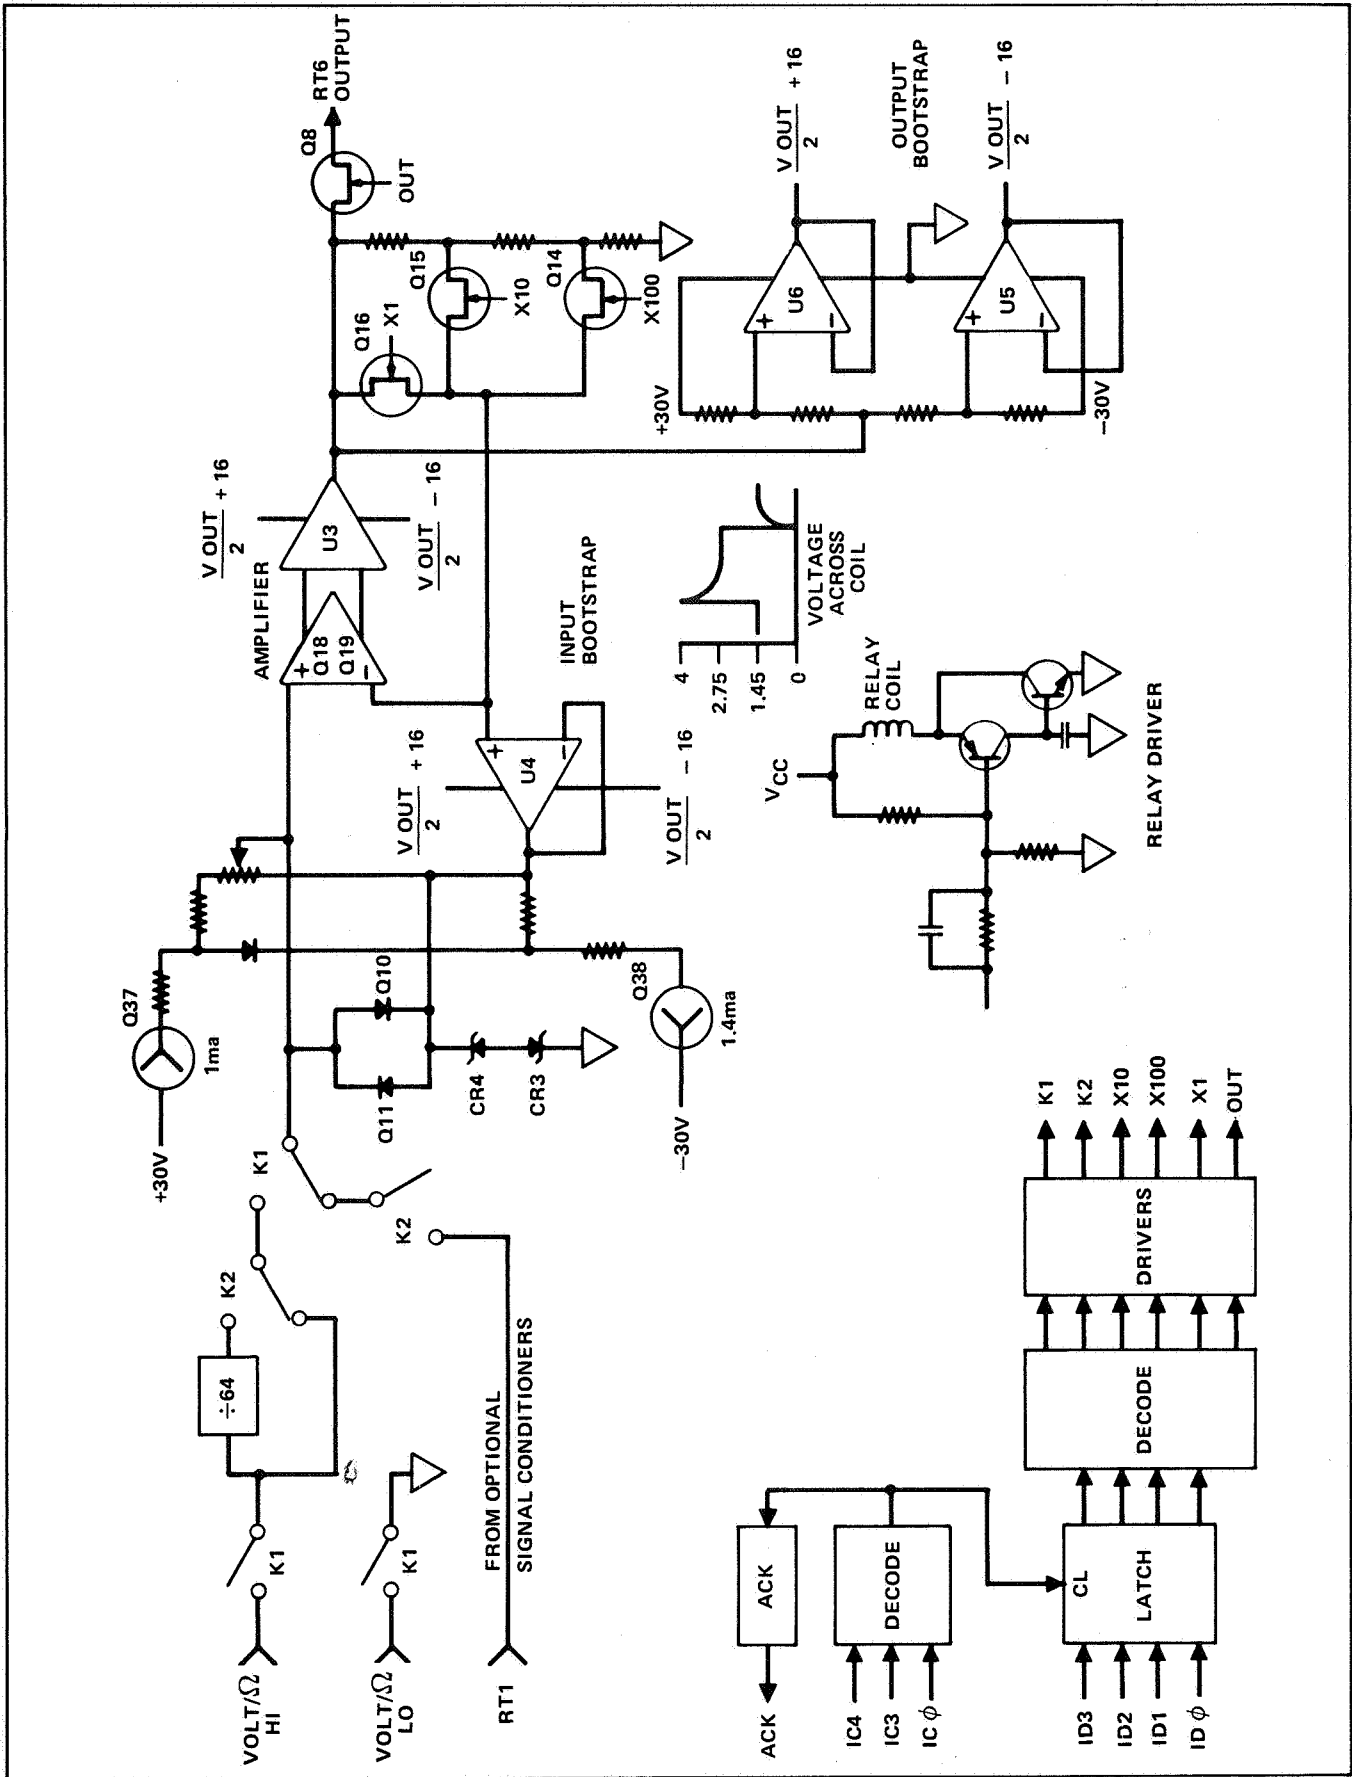 VOLT/Ω
HI
K1
÷64
K2
K1
VOLT/Ω
LO
K1
RT1
FROM OPTIONAL
SIGNAL CONDITIONERS
K2
+30V
Q37
1ma
Q11
Q10
CR4
CR3
Q38
1.4ma
−30V
AMPLIFIER
+
Q18
Q19
−
U3
V OUT
2
+ 16
V OUT
2
− 16
+
U4
−
V OUT
2
+ 16
V OUT
2
− 16
INPUT
BOOTSTRAP
Q16
X1
Q15
X10
Q14
X100
Q8
OUT
RT6
OUTPUT
+30V
−30V
+
U6
−
+
U5
−
V OUT
2
+ 16
OUTPUT
BOOTSTRAP
V OUT
2
− 16
4
2.75
1.45
0
VOLTAGE
ACROSS
COIL
VCC
RELAY
COIL
RELAY DRIVER
ACK
ACK
IC4
IC3
IC ϕ
DECODE
ID3
ID2
ID1
ID ϕ
CL
LATCH
DECODE
DRIVERS
K1
K2
X10
X100
X1
OUT